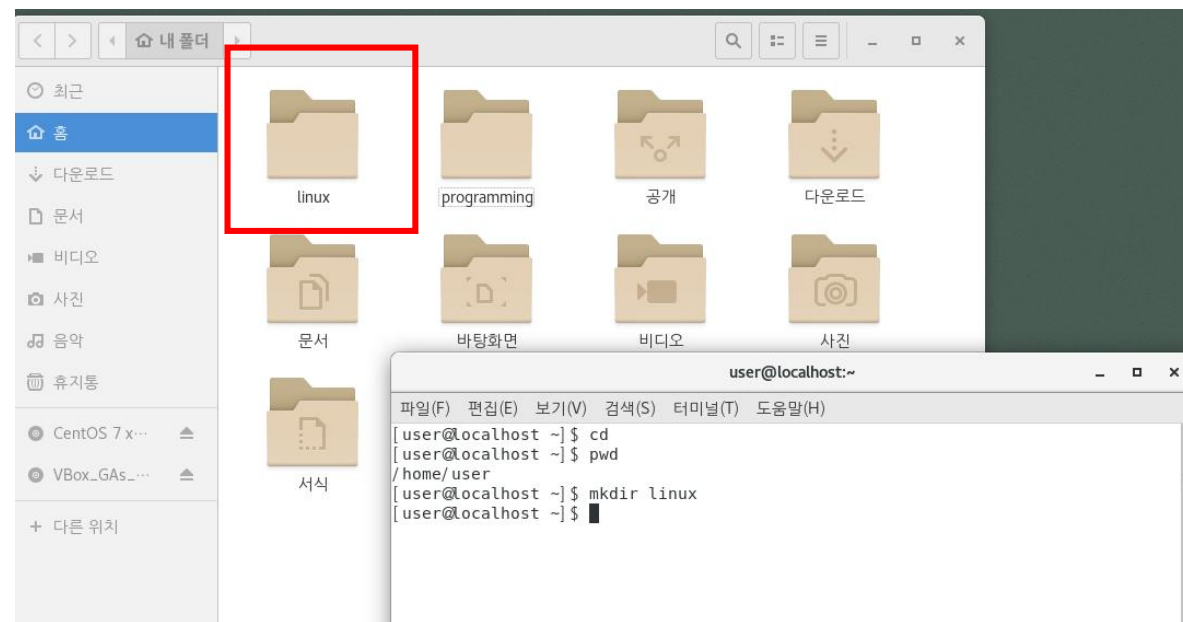 내 폴더
최근
홈
다운로드
문서
비디오
사진
음악
휴지통
CentOS 7 x…
VBox_GAs_…
+ 다른 위치
linux
programming
공개
다운로드
문서
바탕화면
비디오
사진
서식
user@localhost:~
파일(F) 편집(E) 보기(V) 검색(S) 터미널(T) 도움말(H)
[user@localhost ~]$ cd
[user@localhost ~]$ pwd
/home/user
[user@localhost ~]$ mkdir linux
[user@localhost ~]$